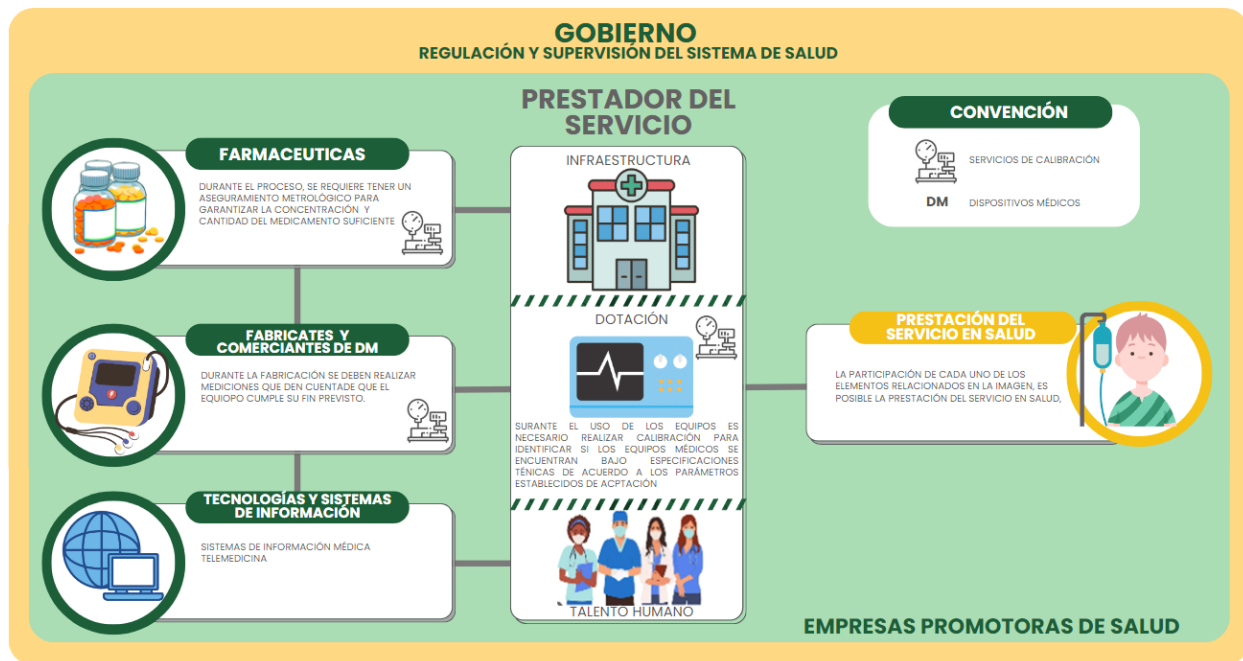 GOBIERNO
REGULACIÓN Y SUPERVISIÓN DEL SISTEMA DE SALUD
PRESTADOR DEL
SERVICIO
FARMACEUTICAS
DURANTE EL PROCESO, SE REQUIERE TENER UN
ASEGURAMIENTO METROLÓGICO PARA
GARANTIZAR LA CONCENTRACIÓN Y
CANTIDAD DEL MEDICAMENTO SUFICIENTE
FABRICATES Y
COMERCIANTES DE DM
DURANTE LA FABRICACIÓN SE DEBEN REALIZAR
MEDICIONES QUE DEN CUENTADE QUE EL
EQUIOPO CUMPLE SU FIN PREVISTO.
TECNOLOGÍAS Y SISTEMAS
DE INFORMACIÓN
SISTEMAS DE INFORMACIÓN MÉDICA
TELEMEDICINA
INFRAESTRUCTURA
DOTACIÓN
SURANTE EL USO DE LOS EQUIPOS ES
NECESARIO REALIZAR CALIBRACIÓN PARA
IDENTIFICAR SI LOS EQUIPOS MÉDICOS SE
ENCUENTRAN BAJO ESPECIFICACIONES
TÉNICAS DE ACUERDO A LOS PARÁMETROS
ESTABLECIDOS DE ACPTACIÓN
TALENTO HUMANO
CONVENCIÓN
SERVICIOS DE CALIBRACIÓN
DM DISPOSITIVOS MÉDICOS
PRESTACIÓN DEL
SERVICIO EN SALUD
LA PARTICIPACIÓN DE CADA UNO DE LOS
ELEMENTOS RELACIONADOS EN LA IMAGEN, ES
POSIBLE LA PRESTACIÓN DEL SERVICIO EN SALUD,
EMPRESAS PROMOTORAS DE SALUD